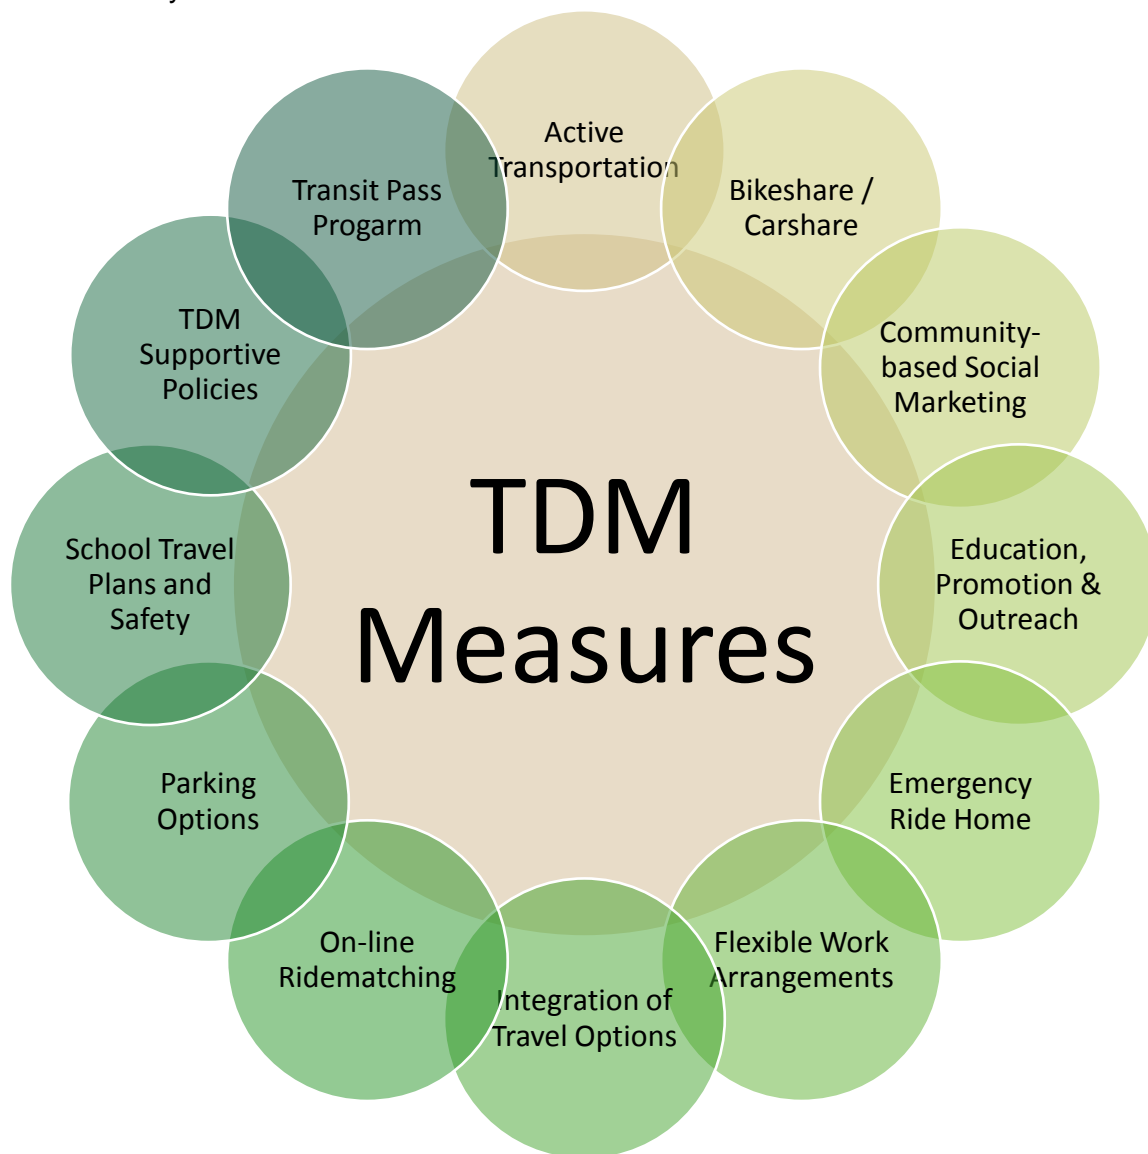 Active
Transportation
Bikeshare /
Carshare
Community-
based Social
Marketing
Education,
Promotion &
Outreach
Emergency
Ride Home
Flexible Work
Arrangements
Integration of
Travel Options
On-line
Ridematching
Parking
Options
School Travel
Plans and
Safety
TDM
Supportive
Policies
Transit Pass
Progarm
TDM
Measures